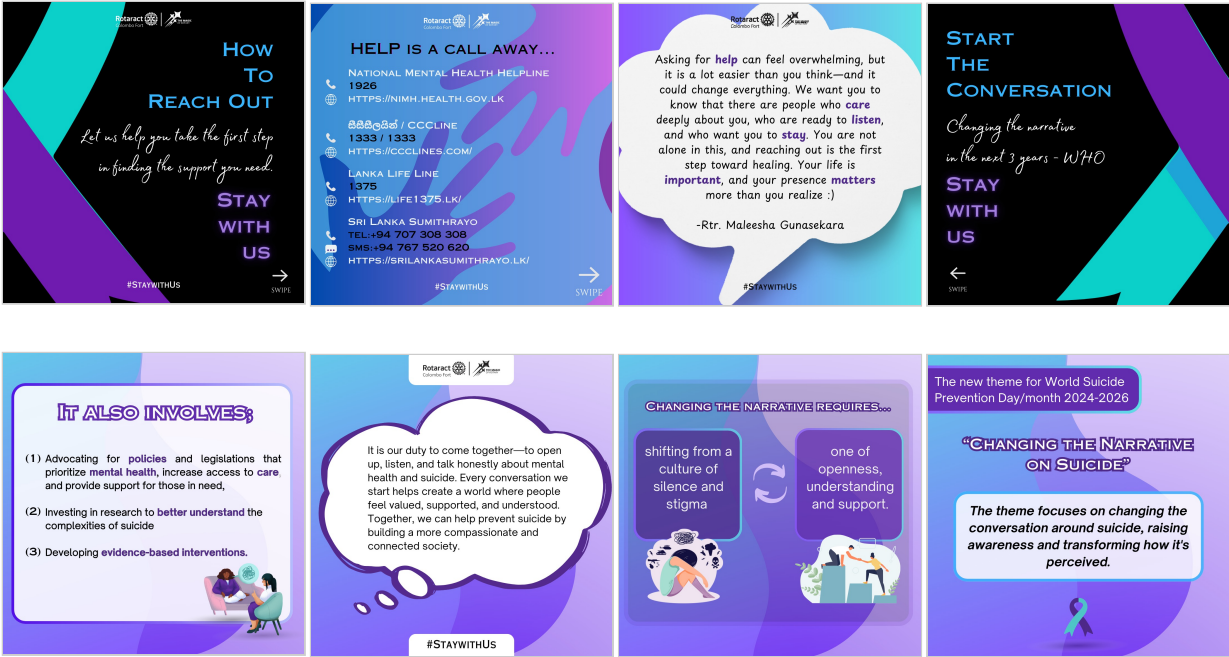 Rotaract
Colombo Fort
How
To
Reach Out
Let us help you take the first step
in finding the support you need.
Stay
with
us
#StaywithUs
SWIPE
Rotaract
Colombo Fort
HELP is a call away...
National Mental Health Helpline
1926
https://nimh.health.gov.lk
සීසීසීලයින් / CCCline
1333 / 1333
https://ccclines.com/
Lanka Life Line
1375
https://life1375.lk/
Sri Lanka Sumithrayo
Tel:+94 707 308 308
SMS:+94 767 520 620
https://srilankasumithrayo.lk/
#StaywithUs
SWIPE
Rotaract
Colombo Fort
Asking for help can feel overwhelming, but
it is a lot easier than you think—and it
could change everything. We want you to
know that there are people who care
deeply about you, who are ready to listen,
and who want you to stay. You are not
alone in this, and reaching out is the first
step toward healing. Your life is
important, and your presence matters
more than you realize :)
-Rtr. Maleesha Gunasekara
#StaywithUs
Start
The
Conversation
Changing the narrative
in the next 3 years - WHO
Stay
with
us
SWIPE
It also involves;
(1) Advocating for policies and legislations that
prioritize mental health, increase access to care,
and provide support for those in need,
(2) Investing in research to better understand the
complexities of suicide
(3) Developing evidence-based interventions.
Rotaract
Colombo Fort
It is our duty to come together—to open
up, listen, and talk honestly about mental
health and suicide. Every conversation we
start helps create a world where people
feel valued, supported, and understood.
Together, we can help prevent suicide by
building a more compassionate and
connected society.
#StaywithUs
Changing the narrative requires...
shifting from a
culture of
silence and
stigma
one of
openness,
understanding
and support.
The new theme for World Suicide
Prevention Day/month 2024-2026
“Changing the Narrative
on Suicide”
The theme focuses on changing the
conversation around suicide, raising
awareness and transforming how it's
perceived.